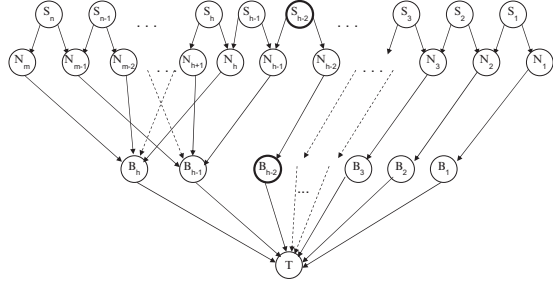 Sn Sn-1 . . . Sh Sh-1 Sh-2 . . . S3 S2 S1
Nm Nm-1 Nm-2 . . . Nh+1 Nh Nh-1 Nh-2 . . . . N3 N2 N1
Bh Bh-1 Bh-2 B3 B2 B1
...
T